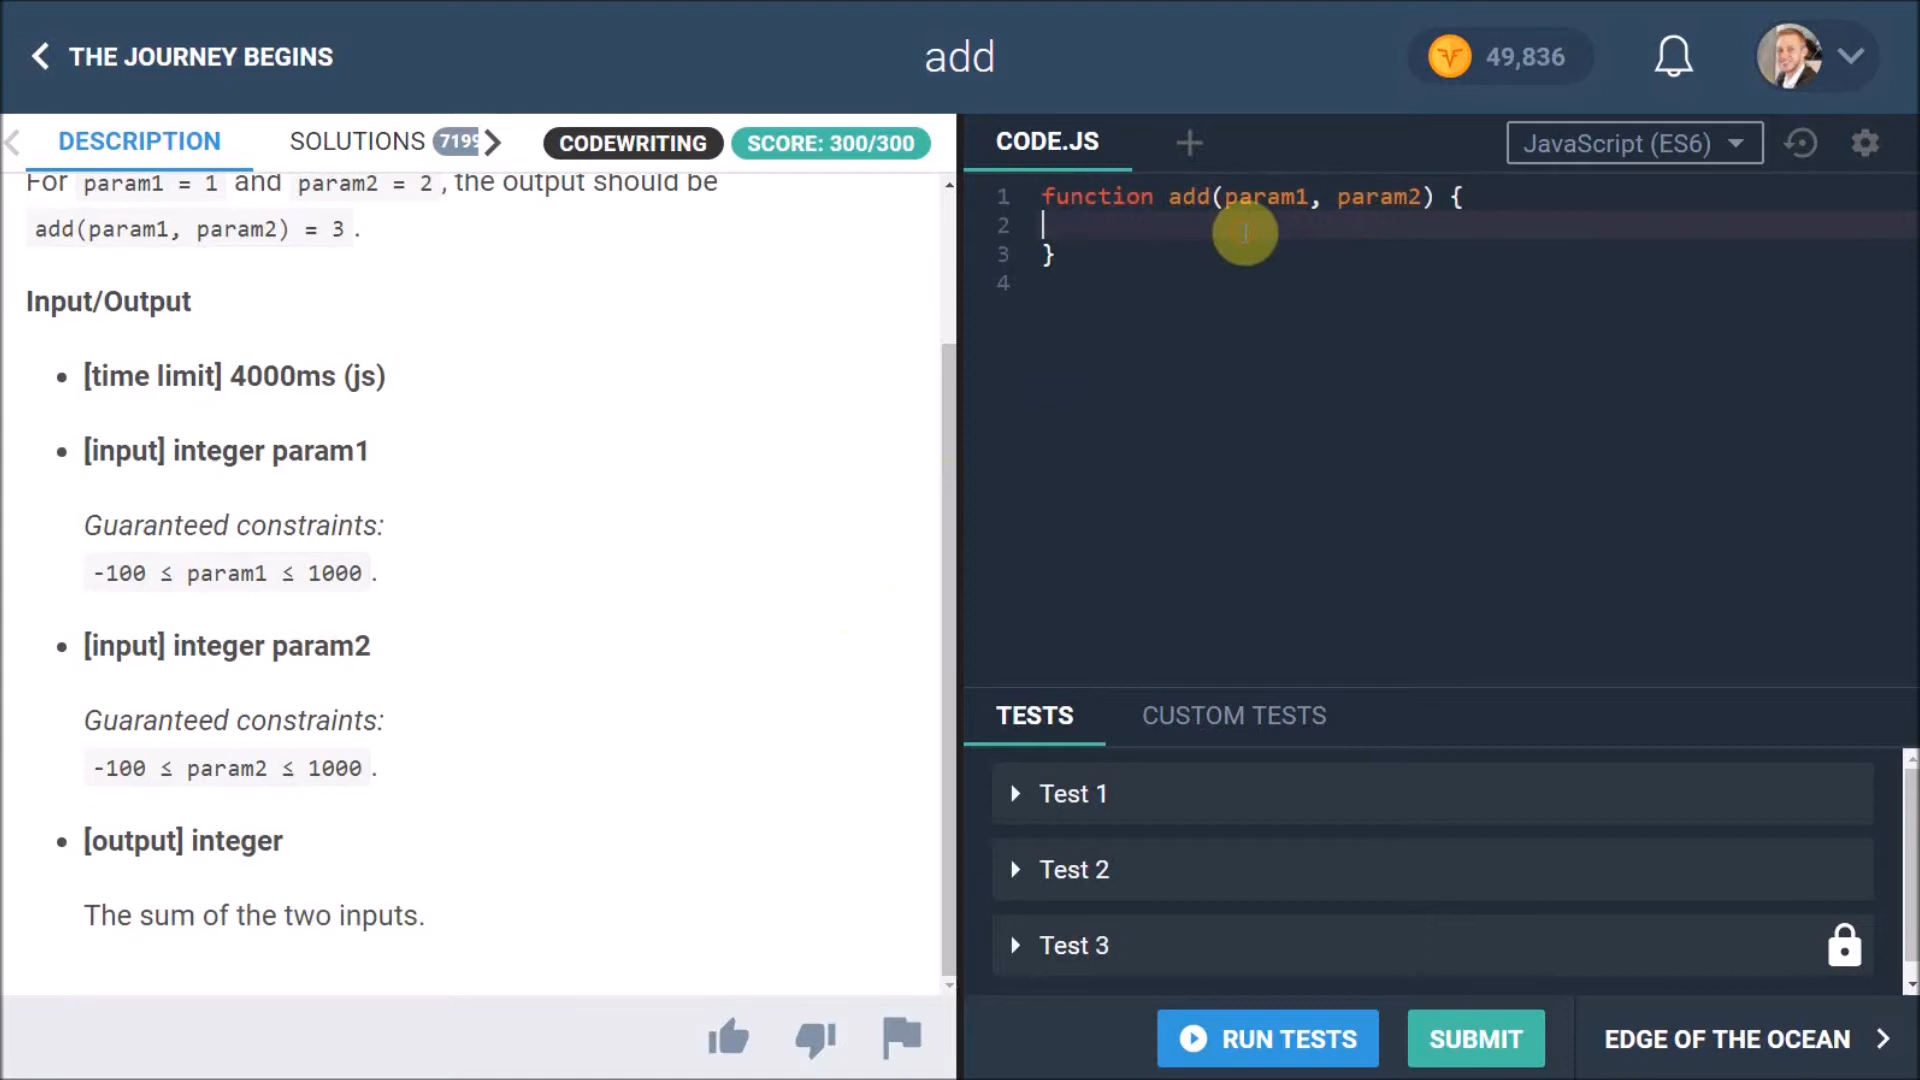 THE JOURNEY BEGINS
add
49,836
DESCRIPTION
SOLUTIONS
CODEWRITING
SCORE: 300/300
For param1 = 1 and param2 = 2, the output should be
add(param1, param2) = 3.
Input/Output
• [time limit] 4000ms (js)
• [input] integer param1
Guaranteed constraints:
-100 ≤ param1 ≤ 1000.
• [input] integer param2
Guaranteed constraints:
-100 ≤ param2 ≤ 1000.
• [output] integer
The sum of the two inputs.
CODE.JS
JavaScript (ES6)
1 function add(param1, param2) {
2
3 }
4
TESTS
CUSTOM TESTS
Test 1
Test 2
Test 3
RUN TESTS
SUBMIT
EDGE OF THE OCEAN